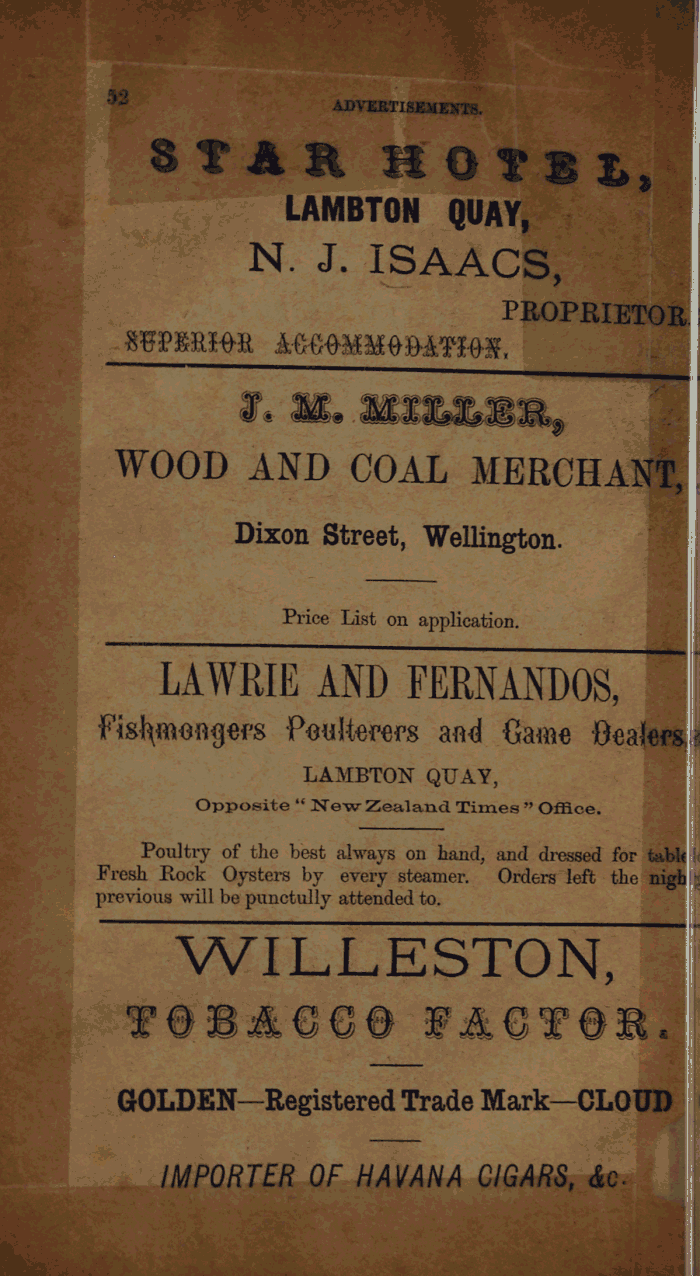 52
ADVERTISEMENTS.
STAR HOTEL,
LAMBTON QUAY,
N. J. ISAACS,
PROPRIETOR.
SUPERIOR ACCOMMODATION.
J. M. MILLER,
WOOD AND COAL MERCHANT,
Dixon Street, Wellington.
Price List on application.
LAWRIE AND FERNANDOS,
Fishmongers Poulterers and Game Dealers,
LAMBTON QUAY,
Opposite "New Zealand Times" Office.
Poultry of the best always on hand, and dressed for table
Fresh Rock Oysters by every steamer. Orders left the nigh
previous will be punctully attended to.
WILLESTON,
TOBACCO FACTOR.
GOLDEN—Registered Trade Mark—CLOUD
IMPORTER OF HAVANA CIGARS, &c.